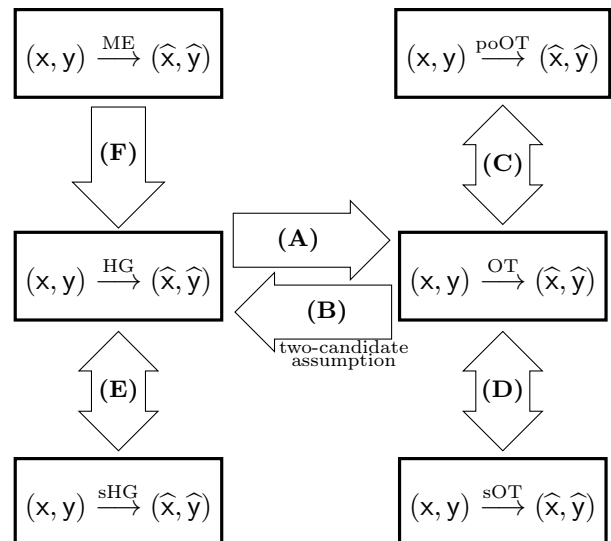 (x, y) ME⟶ (x̂, ŷ)
(x, y) poOT⟶ (x̂, ŷ)
(F)
(C)
(A)
(x, y) HG⟶ (x̂, ŷ)
(x, y) OT⟶ (x̂, ŷ)
(B)
two-candidate
assumption
(E)
(D)
(x, y) sHG⟶ (x̂, ŷ)
(x, y) sOT⟶ (x̂, ŷ)